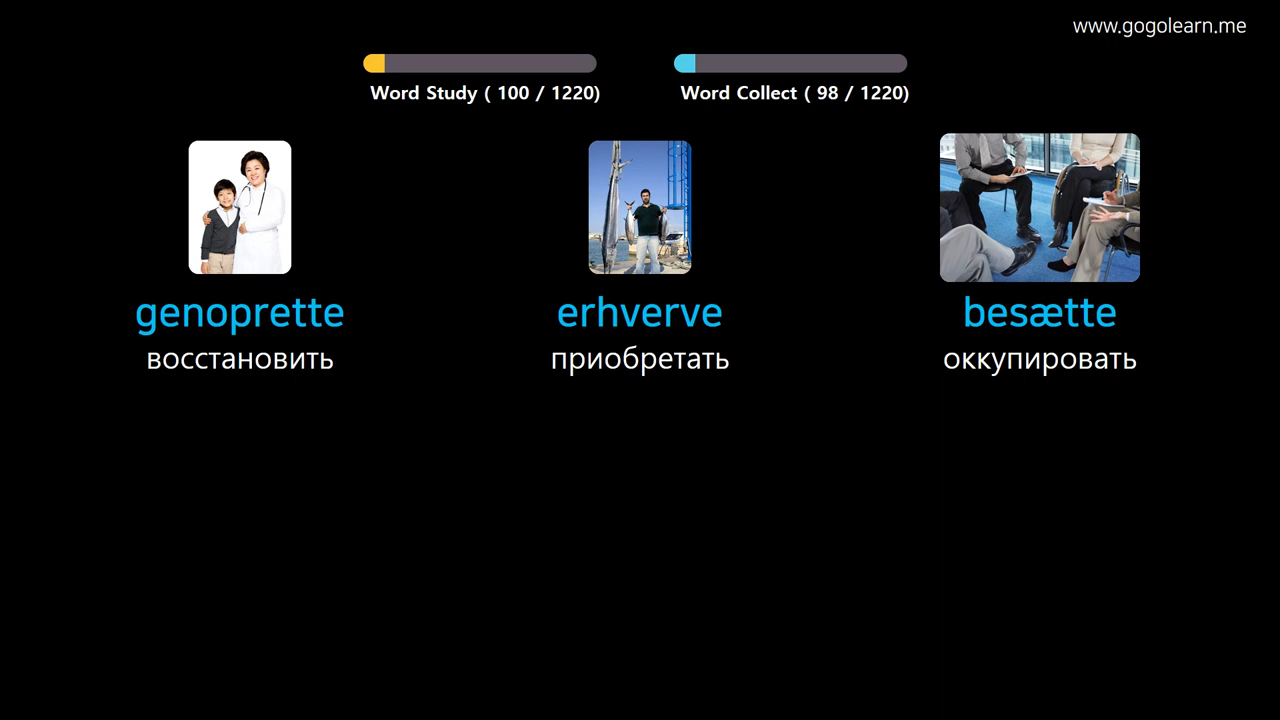 www.gogolearn.me
Word Study ( 100 / 1220)
Word Collect ( 98 / 1220)
genoprette
erhverve
besætte
восстановить
приобретать
оккупировать